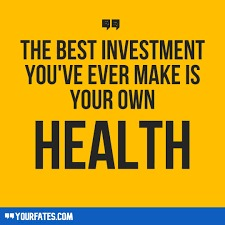 THE BEST INVESTMENT
YOU'VE EVER MAKE IS
YOUR OWN
HEALTH
YOURFATES.COM